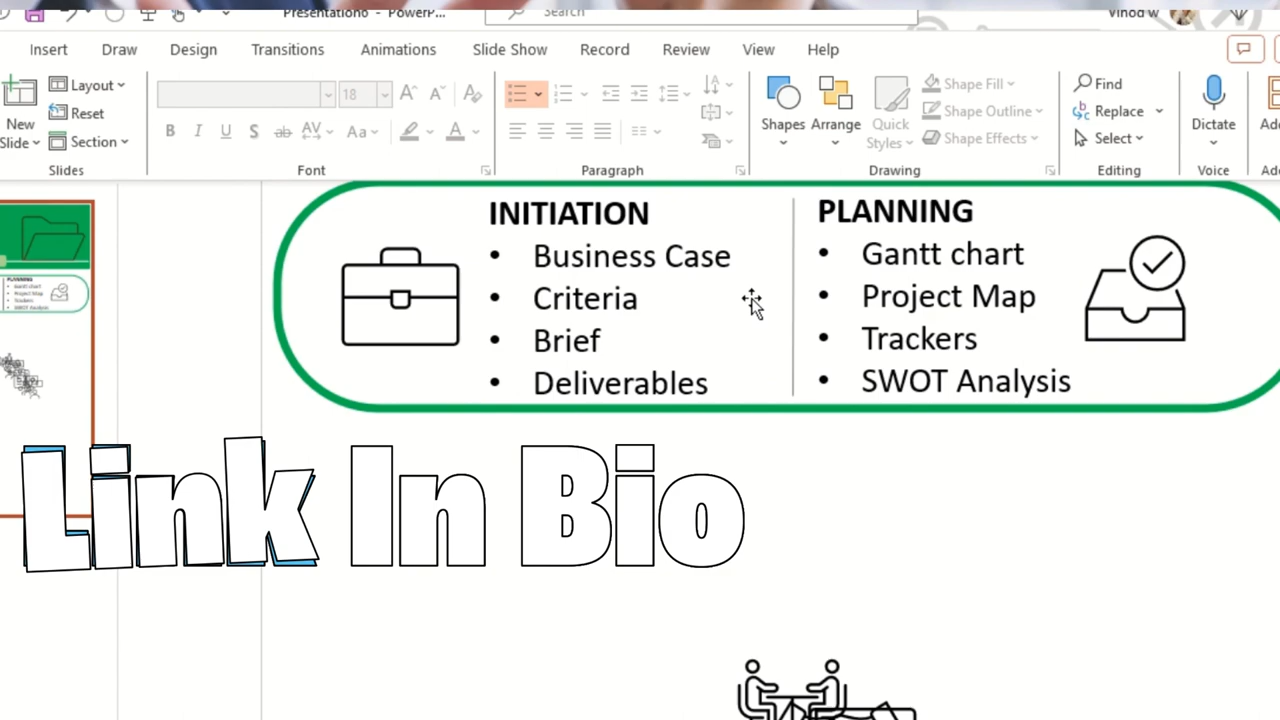 Presentation6 - PowerP...
Search
Vinod w
Insert Draw Design Transitions Animations Slide Show Record Review View Help
New Slide
Layout
Reset
Section
Slides
18
B I U S ab AV Aa A
Font
Paragraph
Shapes
Arrange
Quick Styles
Shape Fill
Shape Outline
Shape Effects
Drawing
Find
Replace
Select
Editing
Dictate
Voice
INITIATION
• Business Case
• Criteria
• Brief
• Deliverables
PLANNING
• Gantt chart
• Project Map
• Trackers
• SWOT Analysis
Link In Bio